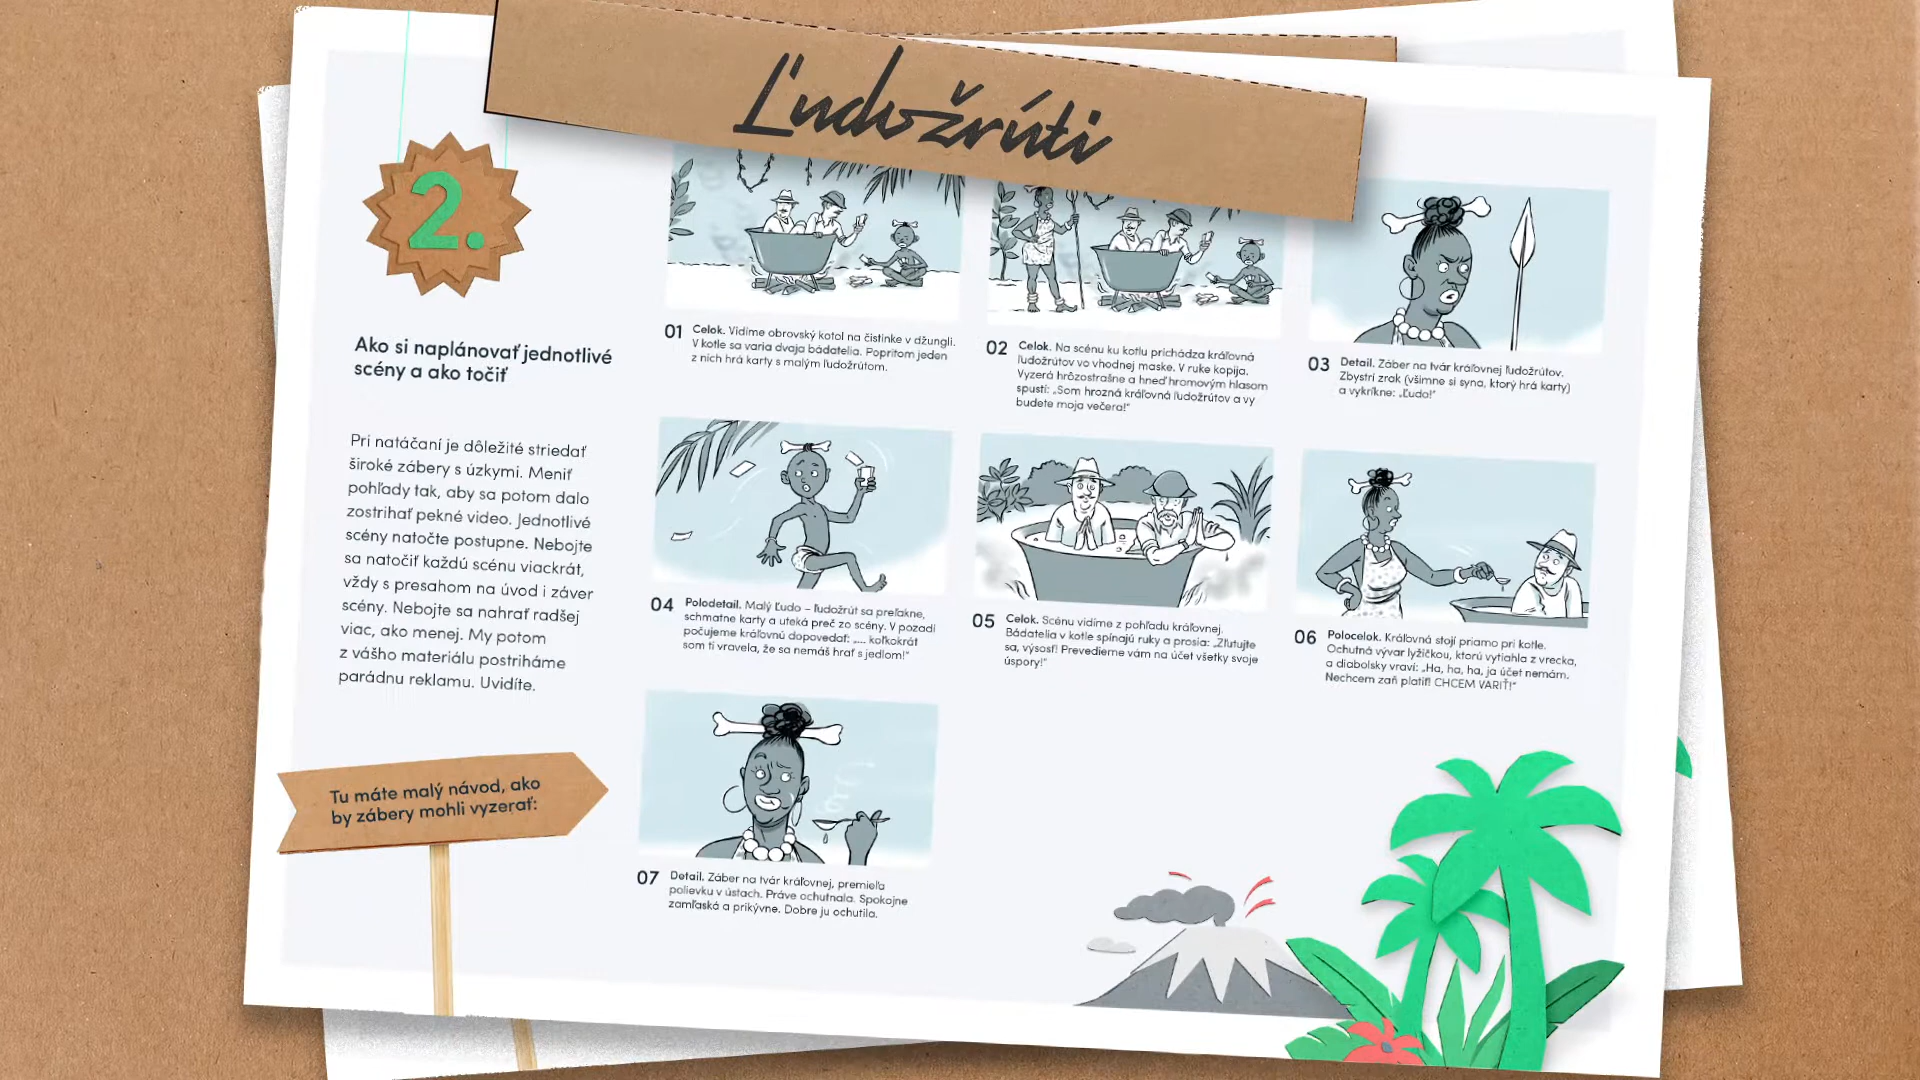 Ľudožrúti
2.
Ako si naplánovať jednotlivé
scény a ako točiť
Pri natáčaní je dôležité striedať
široké zábery s úzkymi. Meniť
pohľady tak, aby sa potom dalo
zostrihať pekné video. Jednotlivé
scény natočte postupne. Nebojte
sa natočiť každú scénu viackrát,
vždy s presahom na úvod i záver
scény. Nebojte sa nahrať radšej
viac, ako menej. My potom
z vášho materiálu postriháme
parádnu reklamu. Uvidíte.
Tu máte malý návod, ako
by zábery mohli vyzerať:
01 Celok. Vidíme obrovský kotol na čistinke v džungli.
V kotle sa varia dvaja bádatelia. Popritom jeden
z nich hrá karty s malým ľudožrútom.
02 Celok. Na scénu ku kotlu prichádza kráľovná
ľudožrútov vo vhodnej maske. V ruke kopija.
Vyzerá hrôzostrašne a hneď hromovým hlasom
spustí: „Som hrozná kráľovná ľudožrútov a vy
budete moja večera!“
03 Detail. Záber na tvár kráľovnej ľudožrútov.
Zbystrí zrak (všimne si syna, ktorý hrá karty)
a vykríkne: „Ľudo!“
04 Polodetail. Malý Ľudo – ľudožrút sa preľakne,
schmatne karty a uteká preč zo scény. V pozadí
počujeme kráľovnú dopovedať: „... koľkokrát
som ti vravela, že sa nemáš hrať s jedlom!“
05 Celok. Scénu vidíme z pohľadu kráľovnej.
Bádatelia v kotle spínajú ruky a prosia: „Zľutujte
sa, výsosť! Prevedieme vám na účet všetky svoje
úspory!“
06 Polocelok. Kráľovná stojí priamo pri kotle.
Ochutná vývar lyžičkou, ktorú vytiahla z vrecka,
a diabolsky vraví: „Ha, ha, ha, ja účet nemám.
Nechcem zaň platiť! CHCEM VARIŤ!“
07 Detail. Záber na tvár kráľovnej, premieľa
polievku v ústach. Práve ochutnala. Spokojne
zamľaská a prikývne. Dobre ju ochutila.